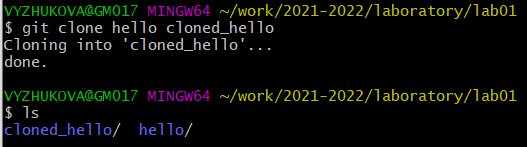 VYZHUKOVA@GM017 MINGW64 ~/work/2021-2022/laboratory/lab01
$ git clone hello cloned_hello
Cloning into 'cloned_hello'...
done.
VYZHUKOVA@GM017 MINGW64 ~/work/2021-2022/laboratory/lab01
$ ls
cloned_hello/  hello/